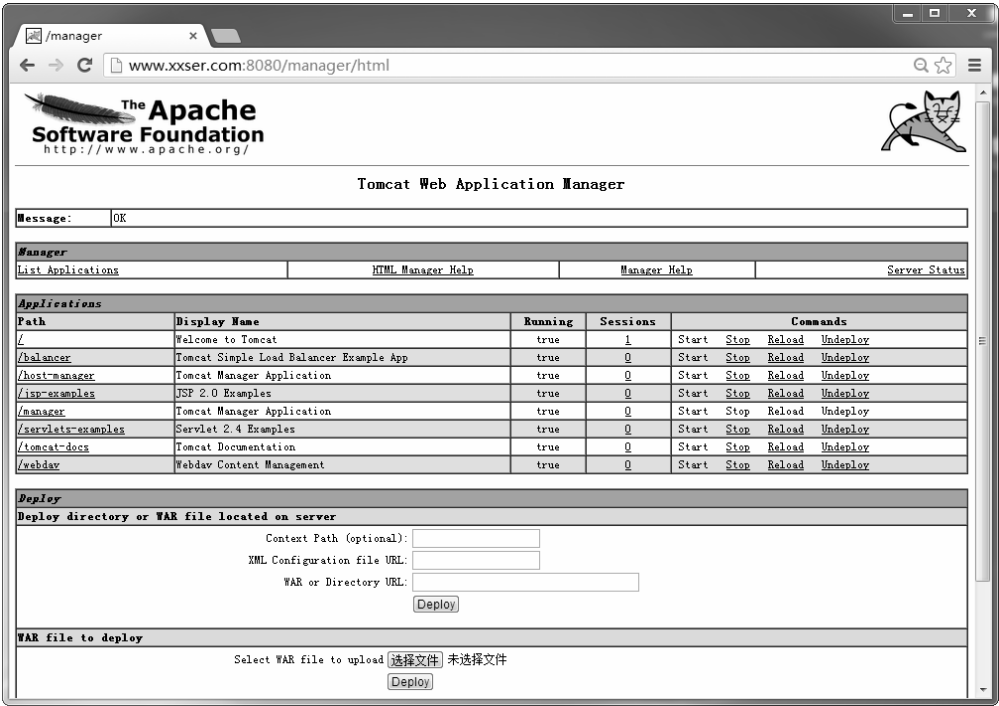 /manager
www.xxser.com:8080/manager/html
The Apache
Software Foundation
http://www.apache.org/
Tomcat Web Application Manager
Message: OK
Manager
List Applications HTML Manager Help Manager Help Server Status
Applications
Path Display Name Running Sessions Commands
/ Welcome to Tomcat true 1 Start Stop Reload Undeploy
/balancer Tomcat Simple Load Balancer Example App true 0 Start Stop Reload Undeploy
/host-manager Tomcat Manager Application true 0 Start Stop Reload Undeploy
/jsp-examples JSP 2.0 Examples true 0 Start Stop Reload Undeploy
/manager Tomcat Manager Application true 0 Start Stop Reload Undeploy
/servlets-examples Servlet 2.4 Examples true 0 Start Stop Reload Undeploy
/tomcat-docs Tomcat Documentation true 0 Start Stop Reload Undeploy
/webdav Webdav Content Management true 0 Start Stop Reload Undeploy
Deploy
Deploy directory or WAR file located on server
Context Path (optional):
XML Configuration file URL:
WAR or Directory URL:
Deploy
WAR file to deploy
Select WAR file to upload 选择文件 未选择文件
Deploy